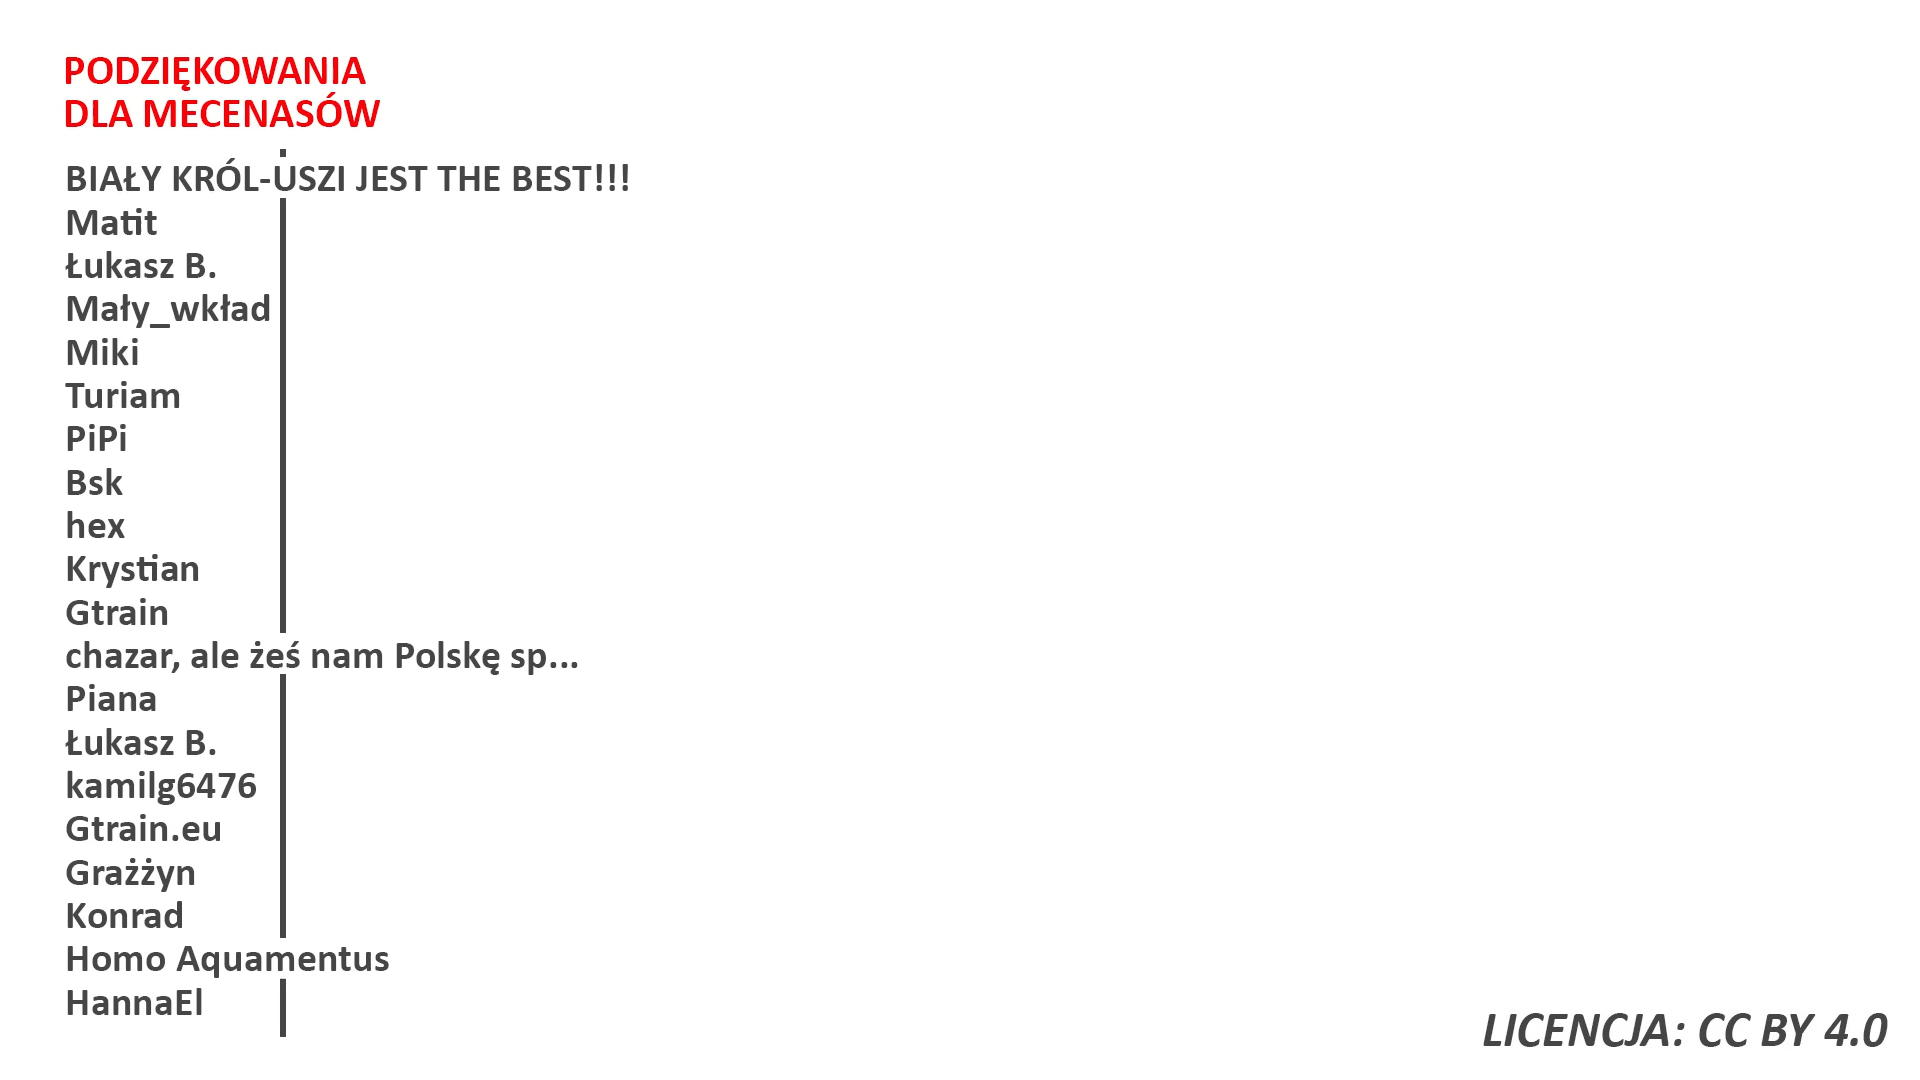 PODZIĘKOWANIA
DLA MECENASÓW
BIAŁY KRÓL-USZI JEST THE BEST!!!
Matit
Łukasz B.
Mały_wkład
Miki
Turiam
PiPi
Bsk
hex
Krystian
Gtrain
chazar, ale żeś nam Polskę sp...
Piana
Łukasz B.
kamilg6476
Gtrain.eu
Grażżyn
Konrad
Homo Aquamentus
HannaEl
LICENCJA: CC BY 4.0